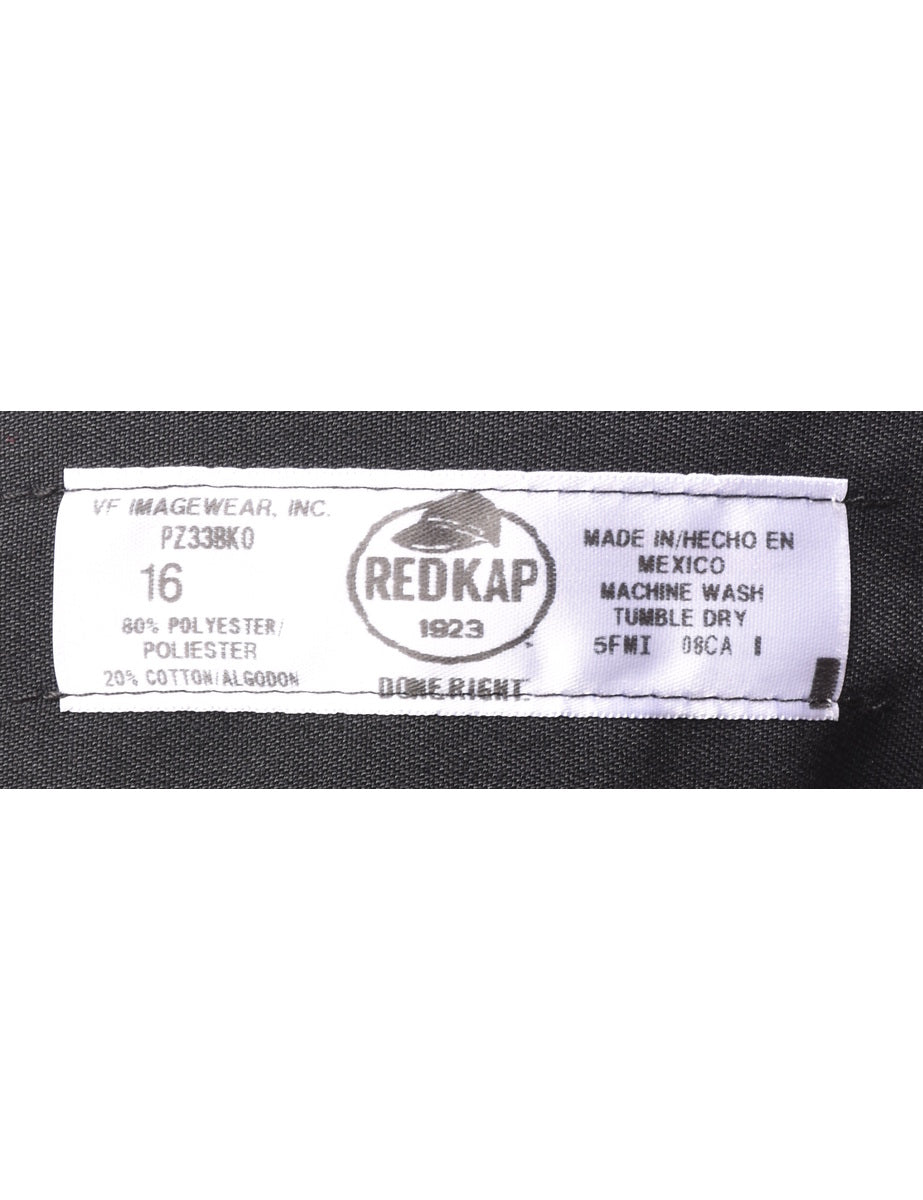 VF IMAGEWEAR, INC.
PZ33BK0
16
80% POLYESTER/
POLIESTER
20% COTTON/ALGODON
REDKAP
1923
DONE RIGHT
MADE IN/HECHO EN
MEXICO
MACHINE WASH
TUMBLE DRY
5FMI 08CA I